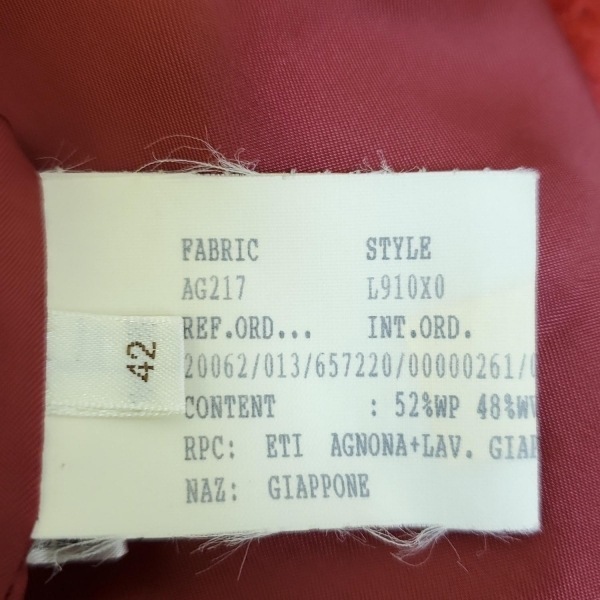 FABRIC STYLE
AG217 L910X0
REF.ORD... INT.ORD.
20062/013/657220/00000261/
CONTENT : 52%WP 48%
RPC: ETI AGNONA+LAV.
NAZ: GIAPPONE
42